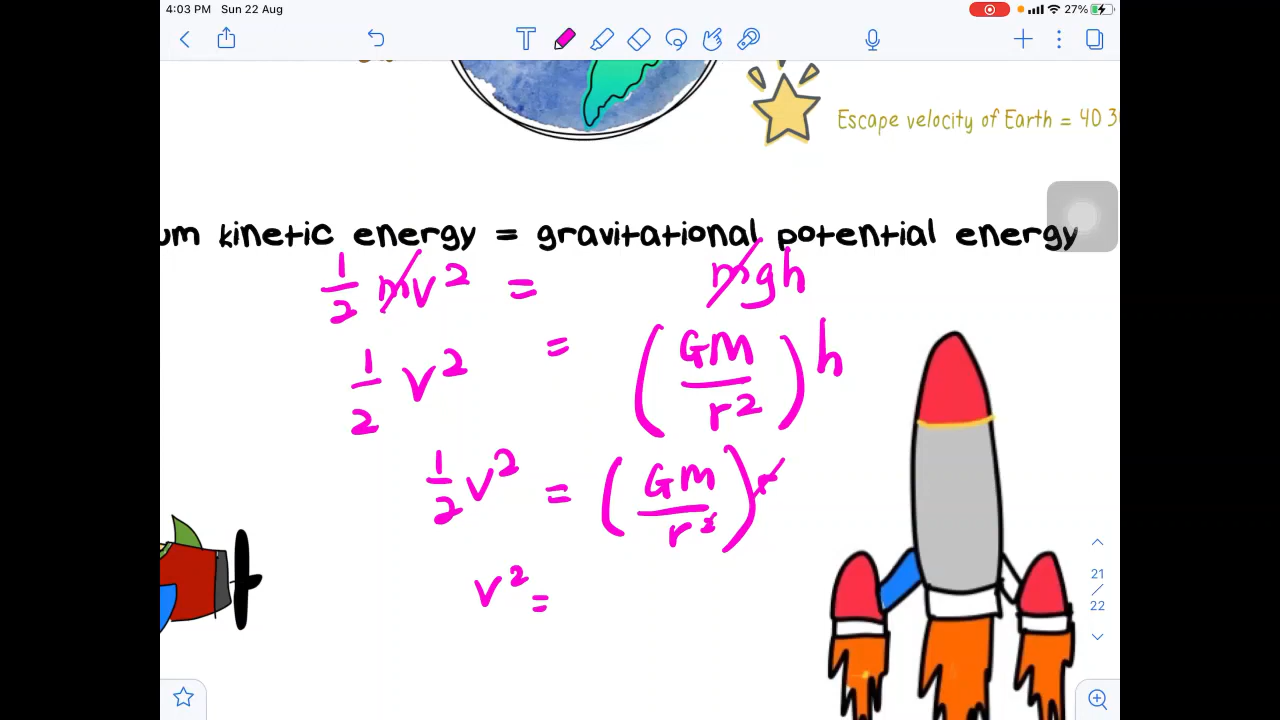 4:03 PM Sun 22 Aug
27%
T
Escape velocity of Earth = 40 3
um kinetic energy = gravitational potential energy
1/2 mv² = mgh
1/2 v² = (GM/r²) h
1/2 v² = (GM/r²) r
v² =
21
/
22